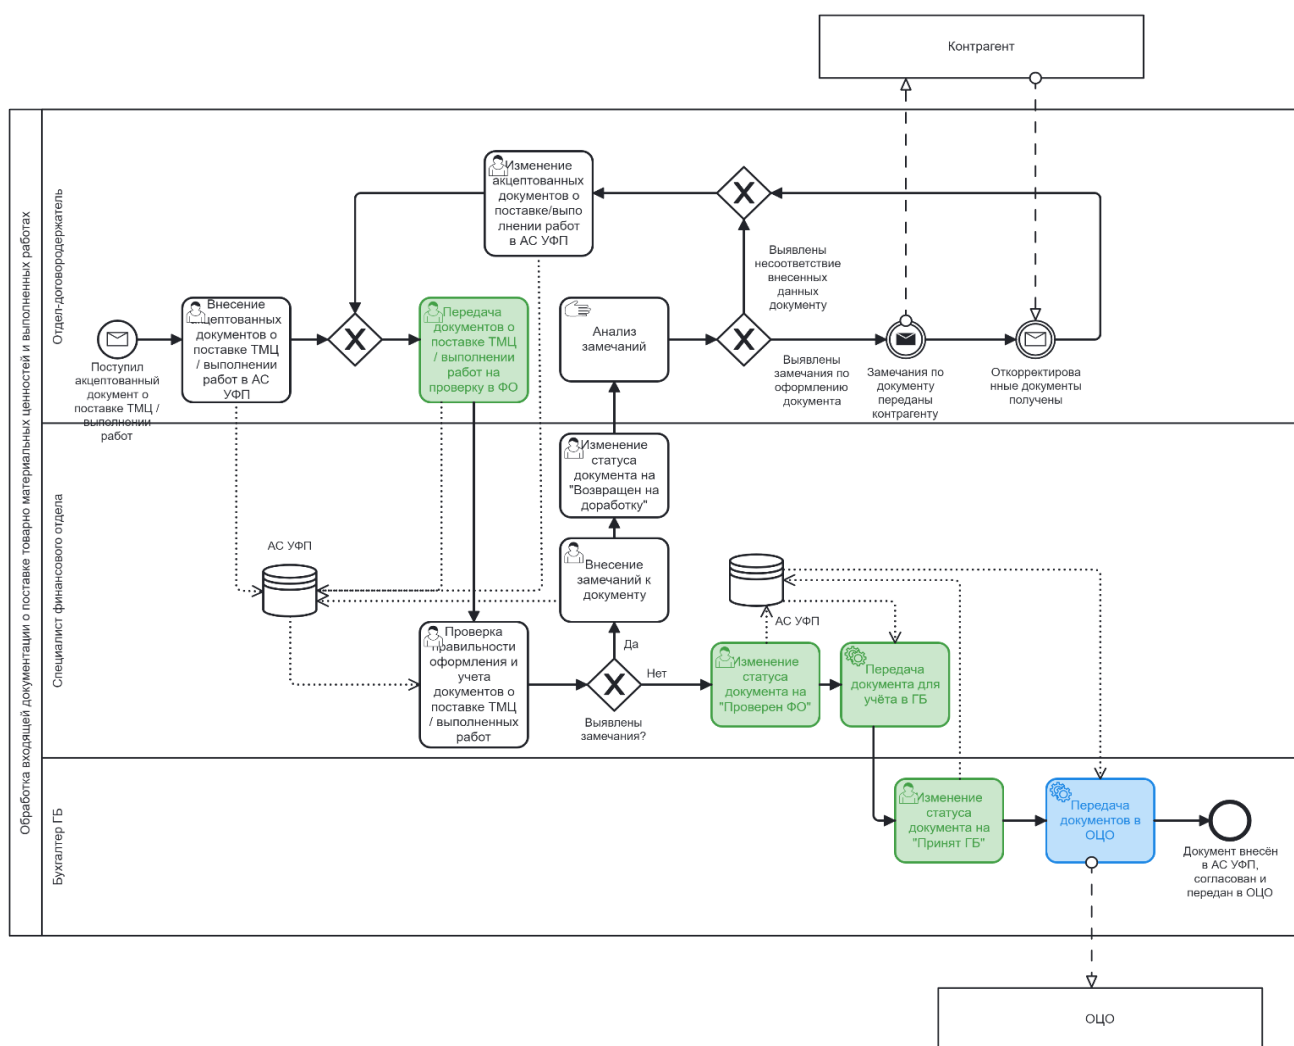 Контрагент
Обработка входящей документации о поставке товарно материальных ценностей и выполненных работах
Отдел-договородержатель
Изменение
акцептованных
документов о
поставке/выпо
лнении работ
в АС УФП
Выявлены
несоответствие
внесенных
данных
документу
Поступил
акцептованный
документ о
поставке ТМЦ /
выполнении
работ
Внесение
акцептованных
документов о
поставке ТМЦ
/ выполнении
работ в АС
УФП
Передача
документов о
поставке ТМЦ
/ выполнении
работ на
проверку в ФО
Анализ
замечаний
Выявлены
замечания по
оформлению
документа
Замечания по
документу
переданы
контрагенту
Откорректирова
нные документы
получены
Специалист финансового отдела
Изменение
статуса
документа на
"Возвращен на
доработку"
АС УФП
Внесение
замечаний к
документу
Проверка
правильности
оформления и
учета
документов о
поставке ТМЦ
/ выполненных
работ
Да
Нет
Выявлены
замечания?
АС УФП
Изменение
статуса
документа на
"Проверен ФО"
Передача
документа для
учёта в ГБ
Бухгалтер ГБ
Изменение
статуса
документа на
"Принят ГБ"
Передача
документов в
ОЦО
Документ внесён
в АС УФП,
согласован и
передан в ОЦО
ОЦО